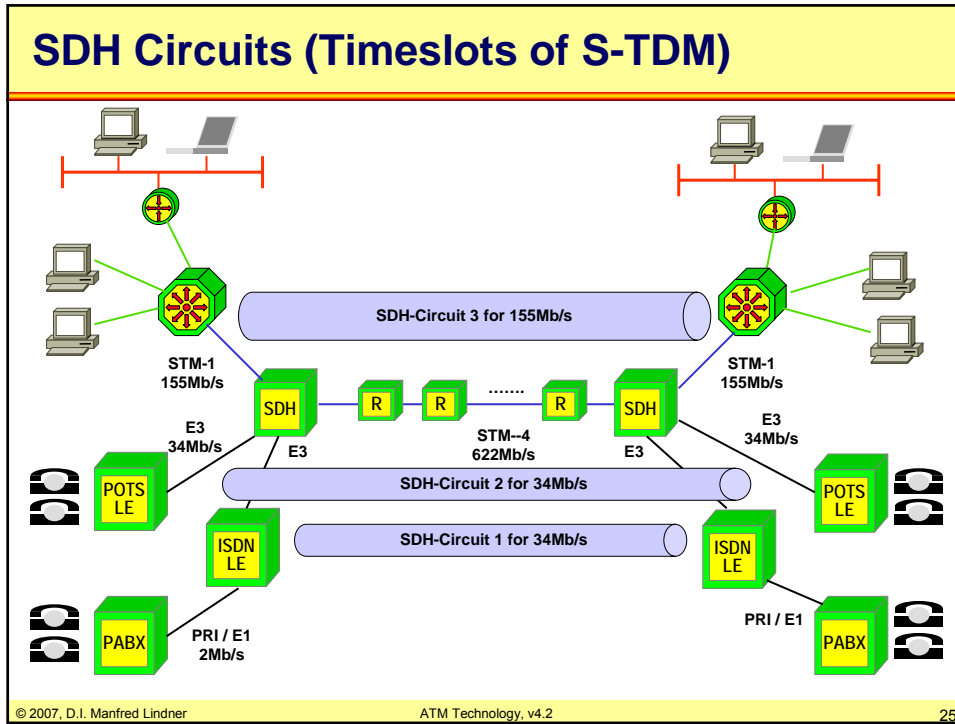 SDH Circuits (Timeslots of S-TDM)
SDH-Circuit 3 for 155Mb/s
STM-1
155Mb/s
STM-1
155Mb/s
SDH
R
R
.......
R
SDH
E3
34Mb/s
E3
STM--4
622Mb/s
E3
E3
34Mb/s
POTS
LE
SDH-Circuit 2 for 34Mb/s
POTS
LE
ISDN
LE
SDH-Circuit 1 for 34Mb/s
ISDN
LE
PABX
PRI / E1
2Mb/s
PRI / E1
PABX
© 2007, D.I. Manfred Lindner
ATM Technology, v4.2
25